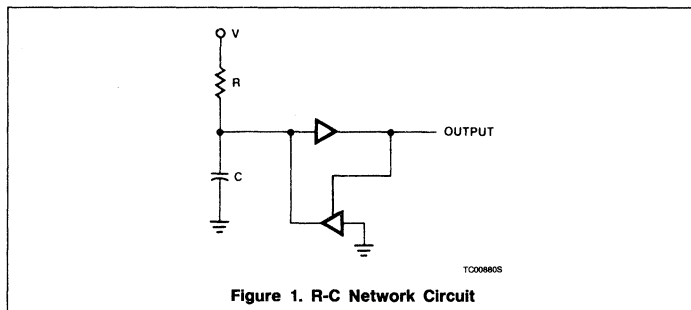 V
R
OUTPUT
C
TC00880S
Figure 1. R-C Network Circuit